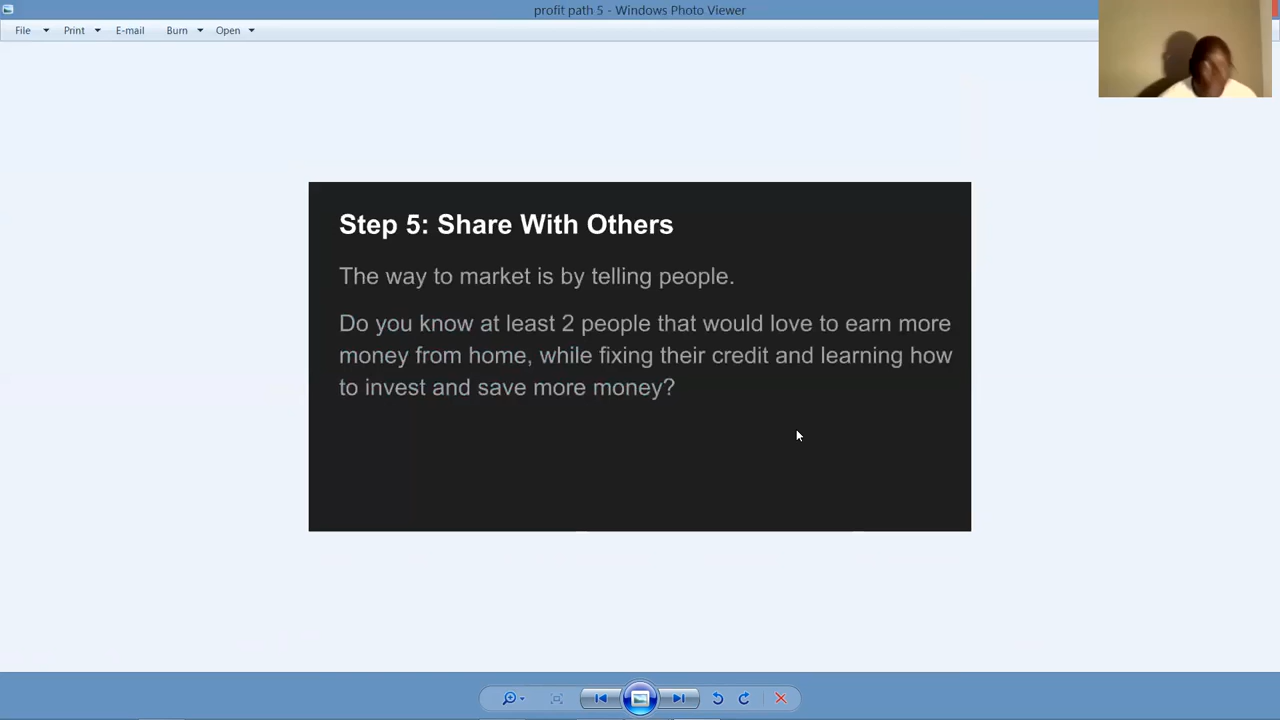 profit path 5 - Windows Photo Viewer
File Print E-mail Burn Open
Step 5: Share With Others
The way to market is by telling people.
Do you know at least 2 people that would love to earn more
money from home, while fixing their credit and learning how
to invest and save more money?